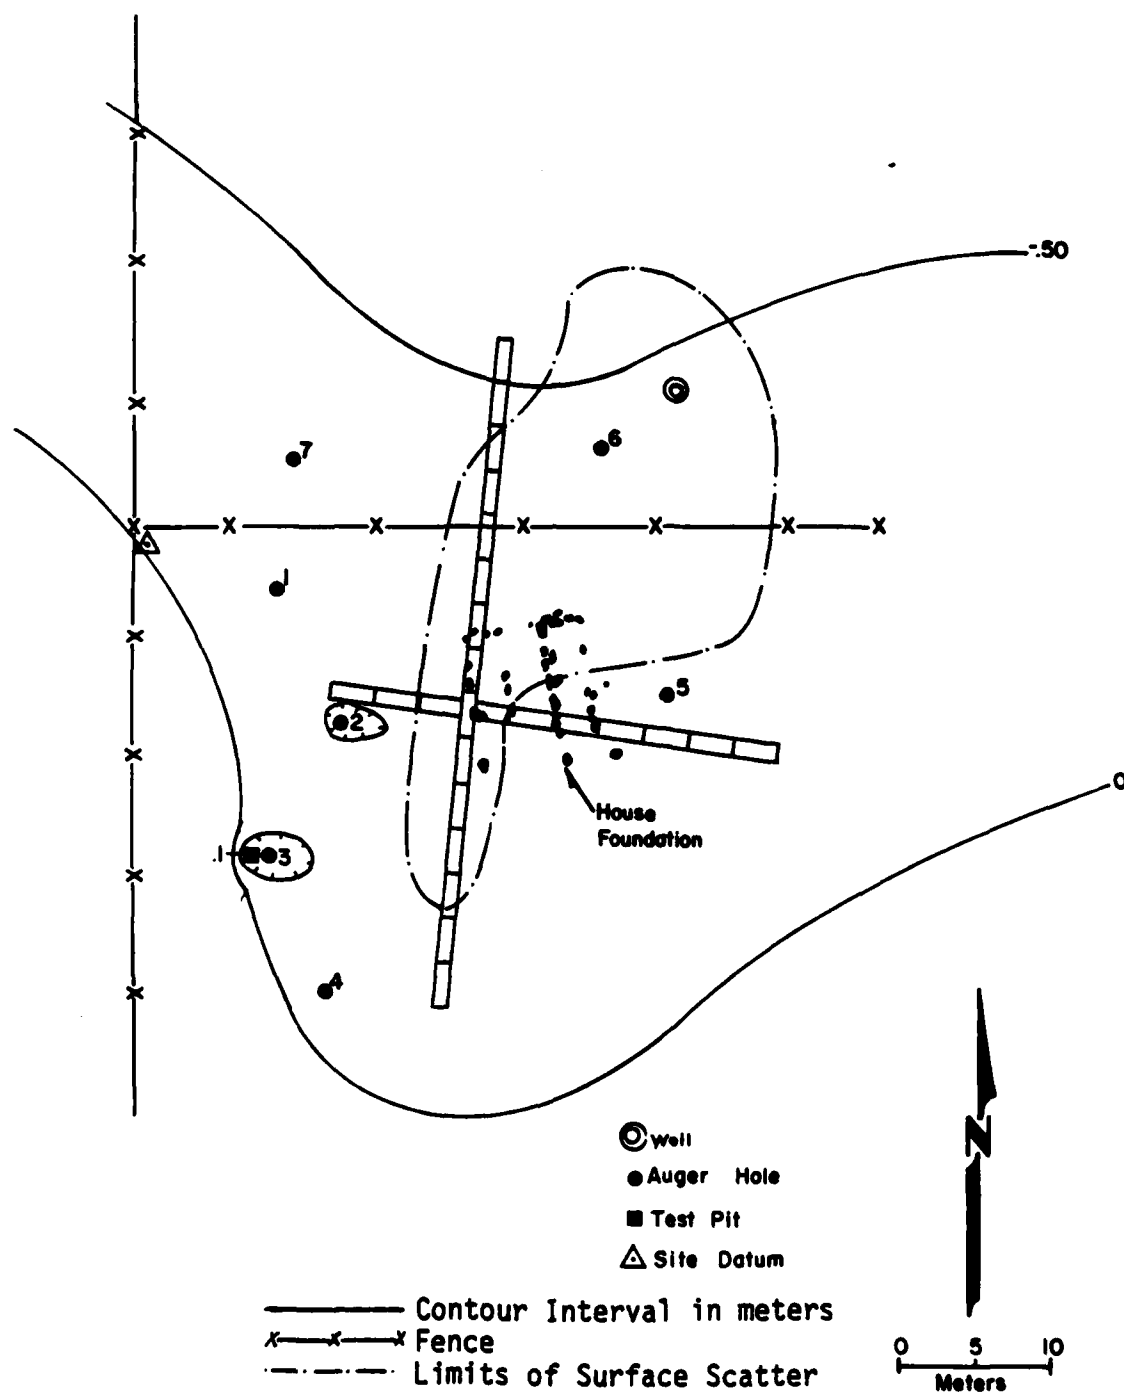 -.50
7
6
1
5
2
0
House
Foundation
.1
3
4
N
Well
Auger Hole
Test Pit
Site Datum
Contour Interval in meters
x x x Fence
Limits of Surface Scatter
0 5 10
Meters